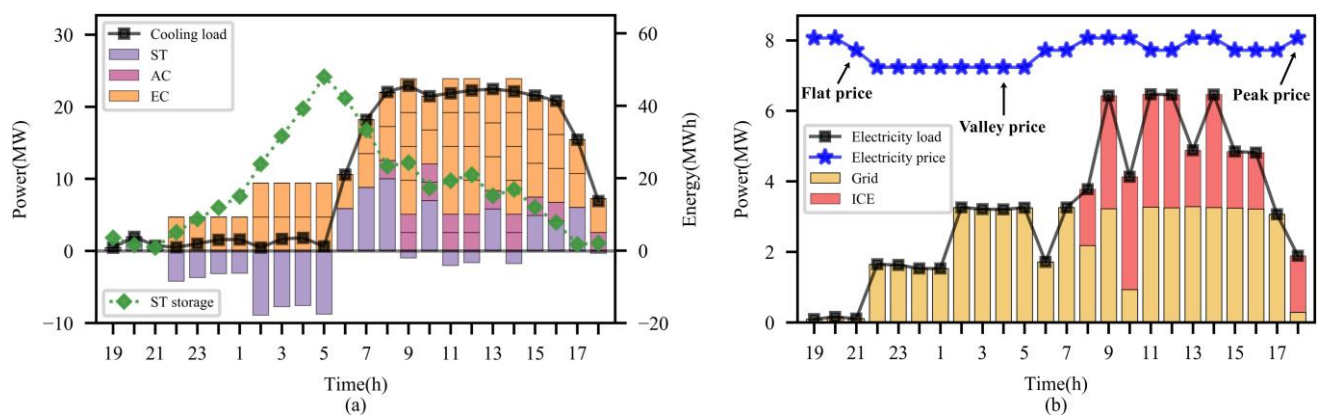 30
20
10
0
−10
Power(MW)
Cooling load
ST
AC
EC
ST storage
60
40
20
0
−20
Energy(MWh)
19 21 23 1 3 5 7 9 11 13 15 17
Time(h)
(a)
8
6
4
2
0
Power(MW)
Flat price
Valley price
Peak price
Electricity load
Electricity price
Grid
ICE
19 21 23 1 3 5 7 9 11 13 15 17
Time(h)
(b)